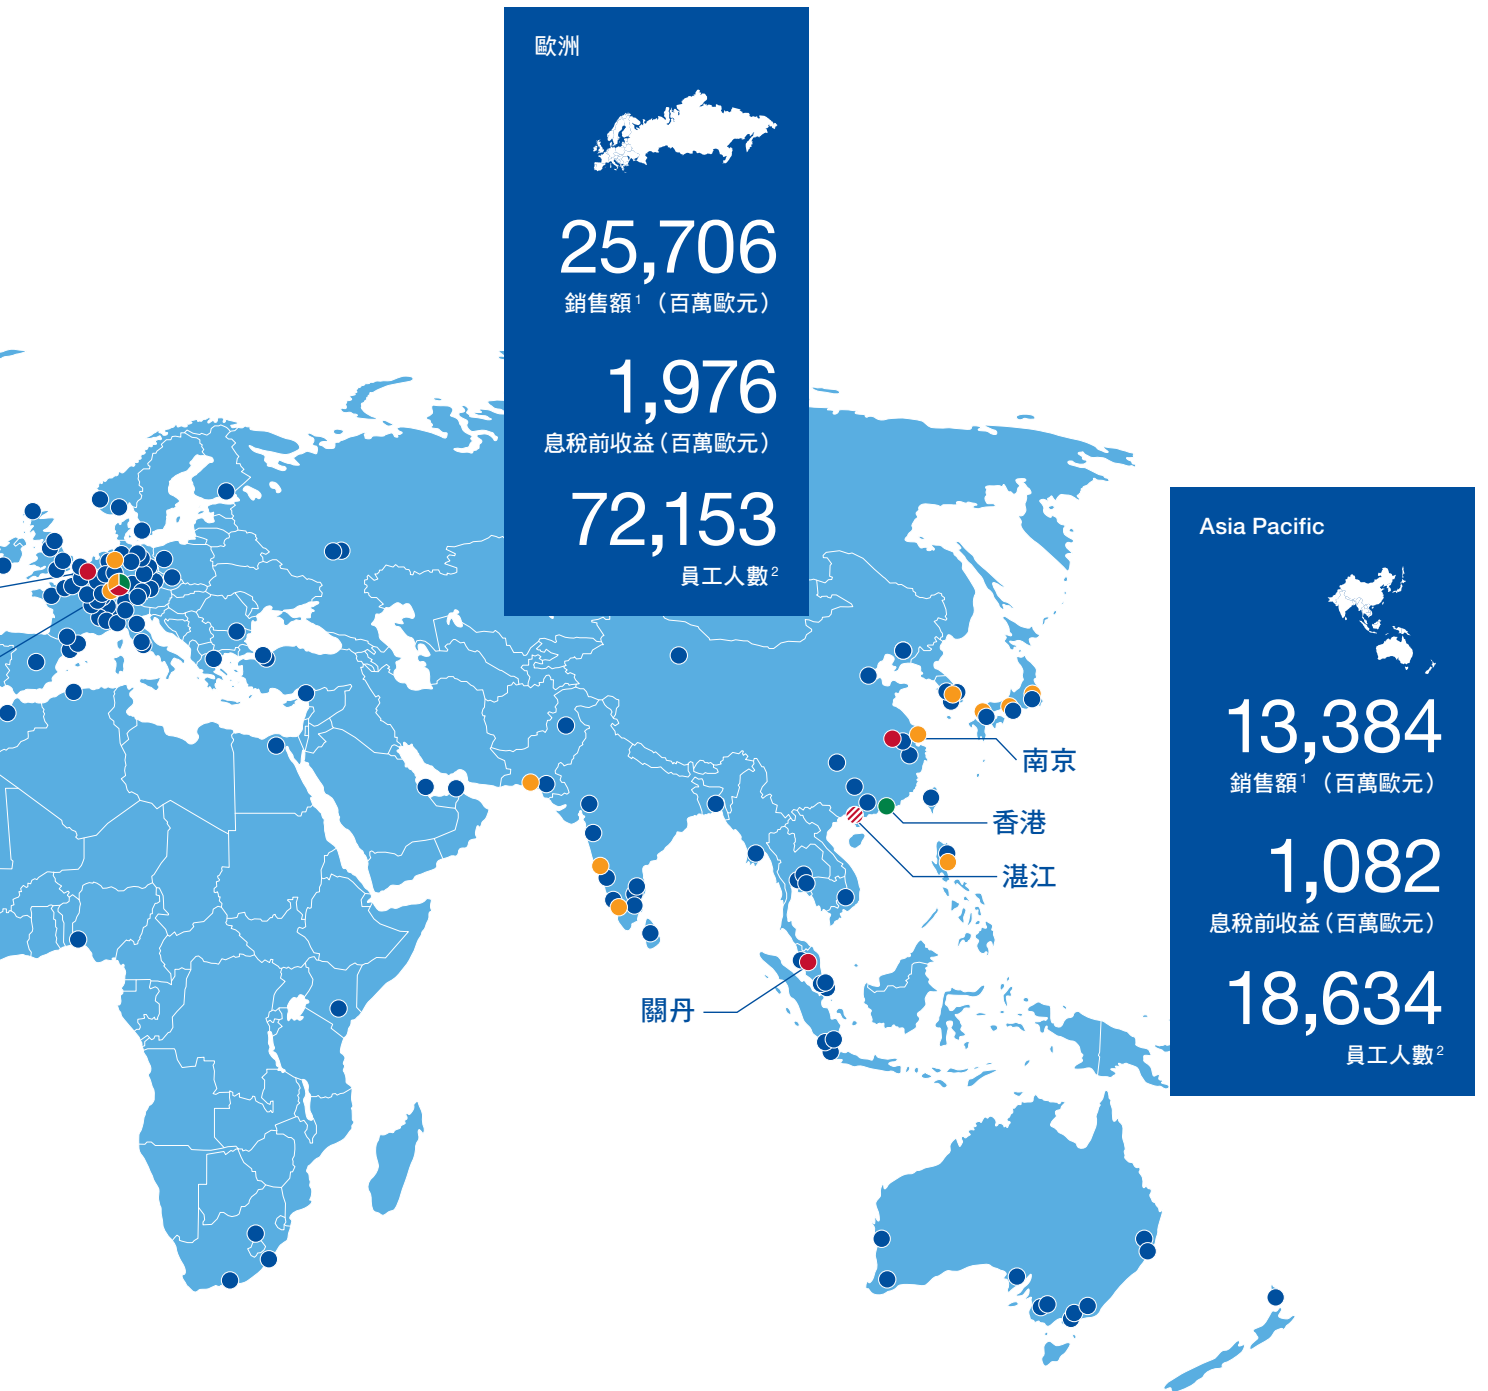 歐洲
25,706
銷售額1（百萬歐元）
1,976
息稅前收益（百萬歐元）
72,153
員工人數2
Asia Pacific
13,384
銷售額1（百萬歐元）
1,082
息稅前收益（百萬歐元）
18,634
員工人數2
南京
香港
湛江
關丹